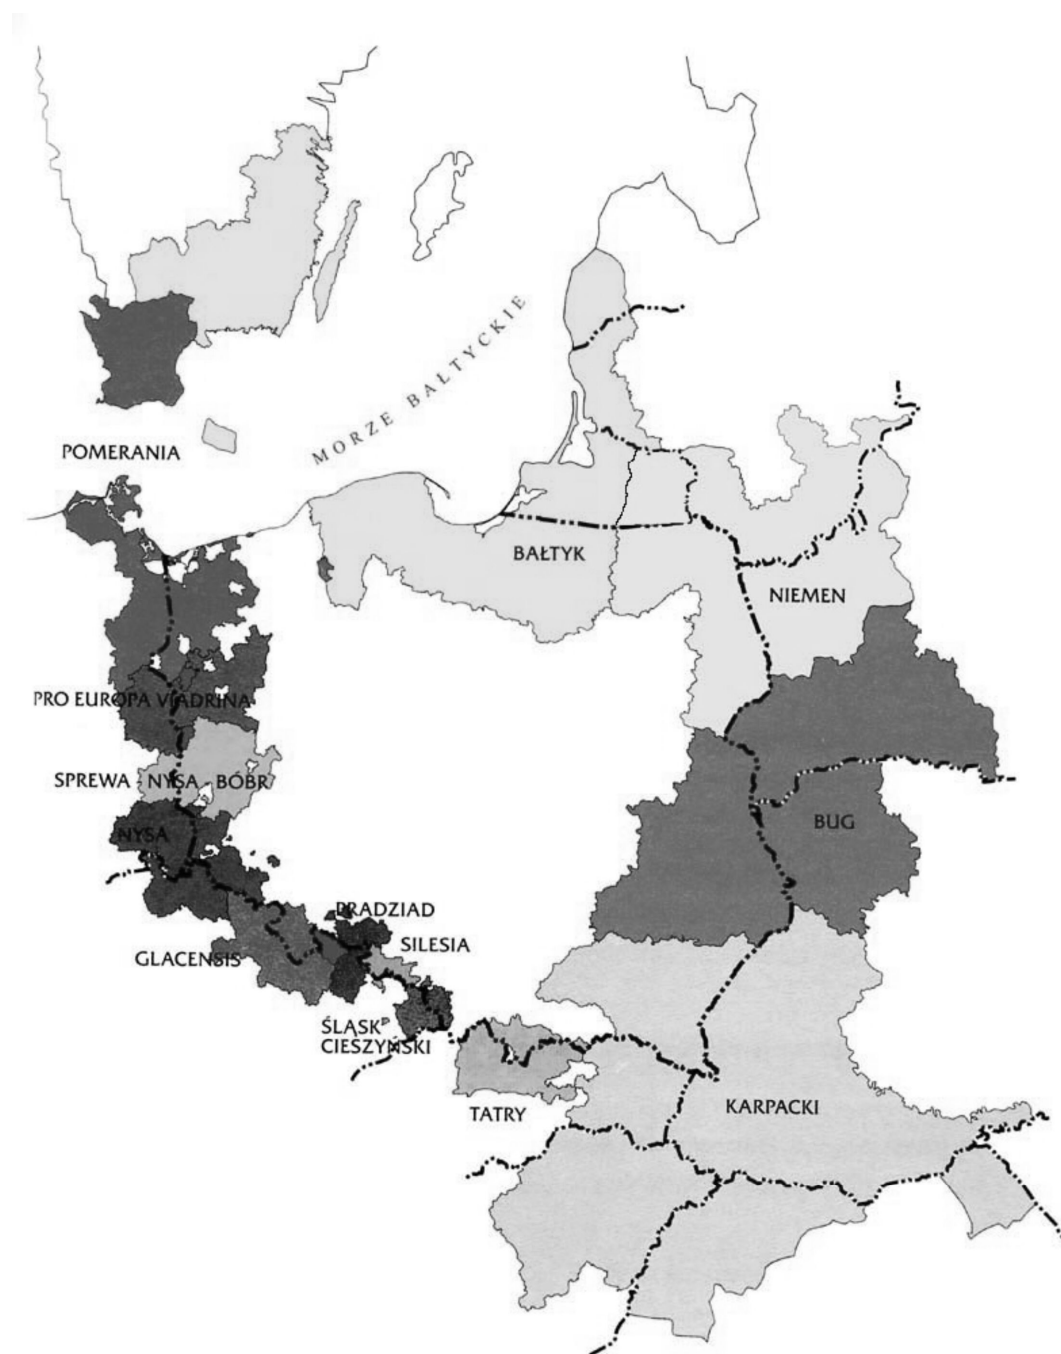 MORZE BAŁTYCKIE
POMERANIA
BAŁTYK
NIEMEN
PRO EUROPA VIADRINA
SPREWA - NYSA - BÓBR
NYSA
BUG
PRADZIAD
SILESIA
GLACENSIS
ŚLĄSK
CIESZYŃSKI
TATRY
KARPACKI